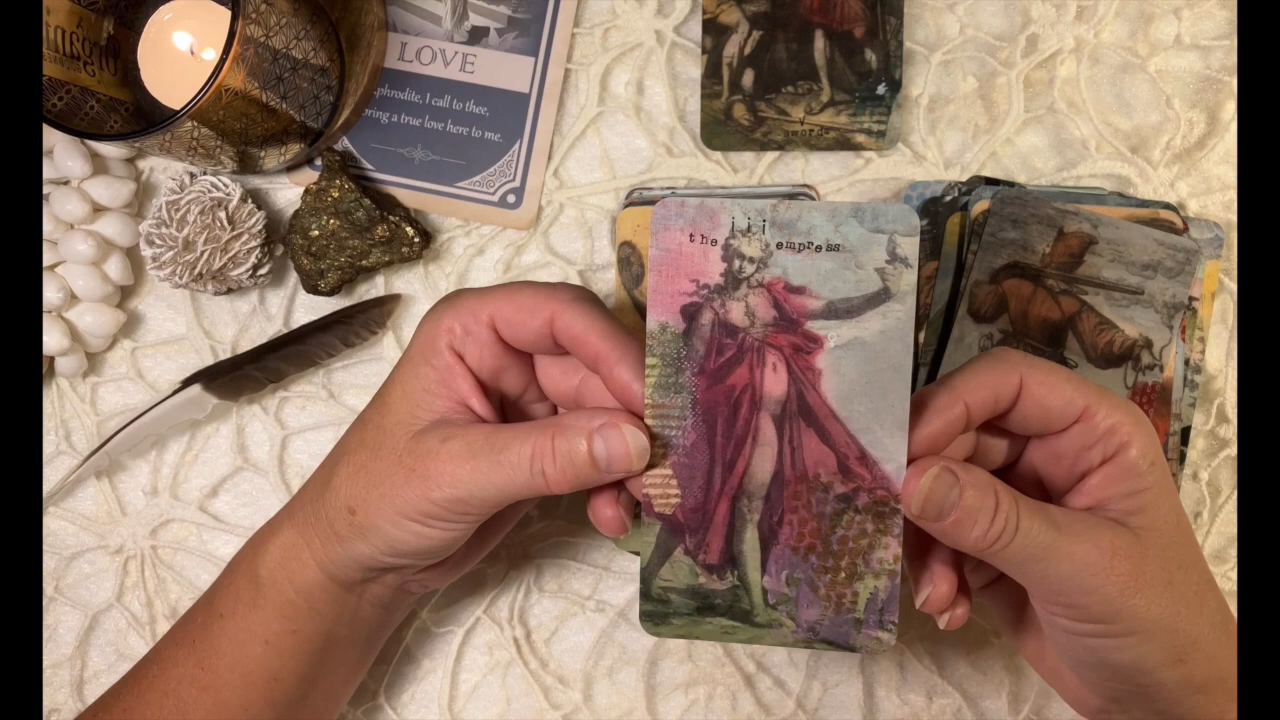 LOVE
phrodite, I call to thee,
bring a true love here to me.
v
swords
iii
the empress